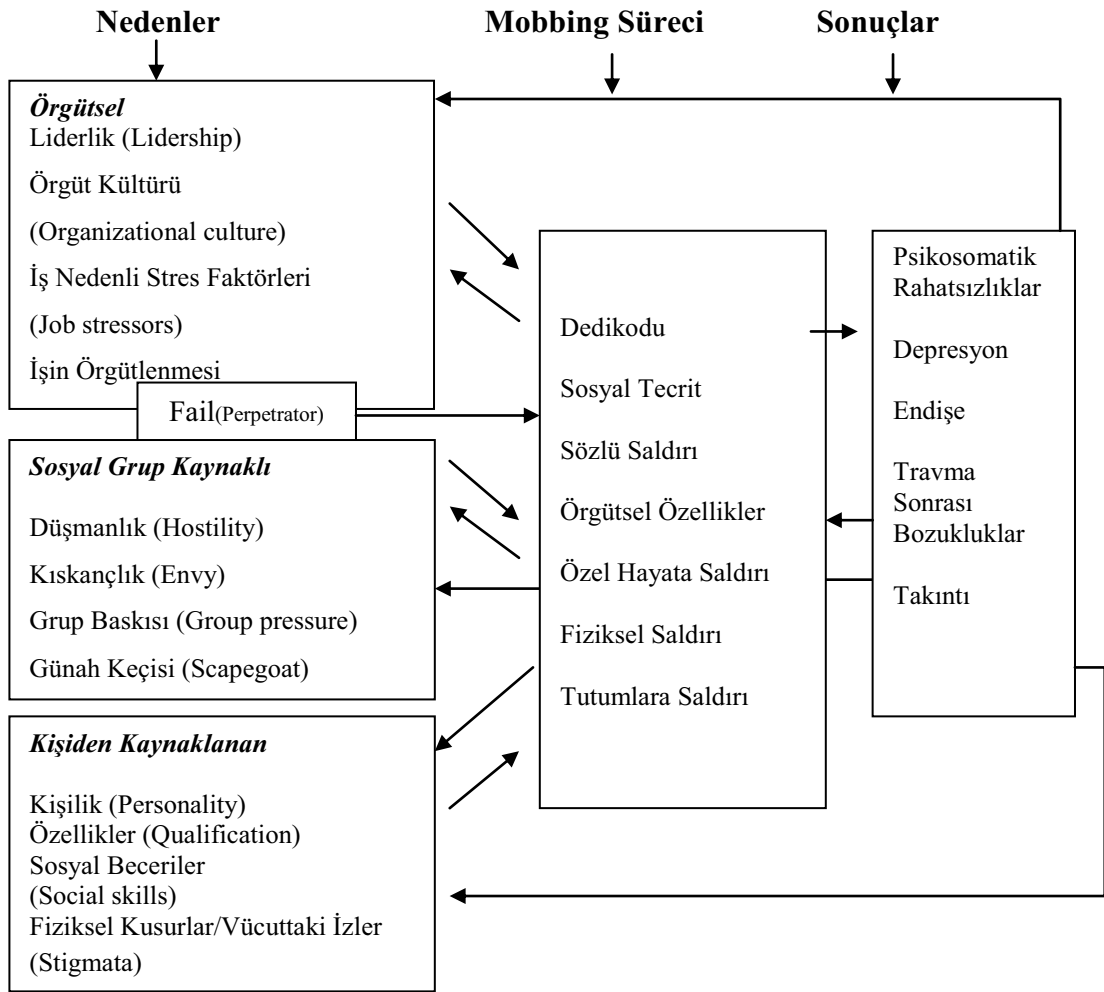 Nedenler
Mobbing Süreci
Sonuçlar
Örgütsel
Liderlik (Lidership)
Örgüt Kültürü
(Organizational culture)
İş Nedenli Stres Faktörleri
(Job stressors)
İşin Örgütlenmesi
Fail(Perpetrator)
Sosyal Grup Kaynaklı
Düşmanlık (Hostility)
Kıskançlık (Envy)
Grup Baskısı (Group pressure)
Günah Keçisi (Scapegoat)
Kişiden Kaynaklanan
Kişilik (Personality)
Özellikler (Qualification)
Sosyal Beceriler
(Social skills)
Fiziksel Kusurlar/Vücuttaki İzler
(Stigmata)
Dedikodu
Sosyal Tecrit
Sözlü Saldırı
Örgütsel Özellikler
Özel Hayata Saldırı
Fiziksel Saldırı
Tutumlara Saldırı
Psikosomatik
Rahatsızlıklar
Depresyon
Endişe
Travma
Sonrası
Bozukluklar
Takıntı